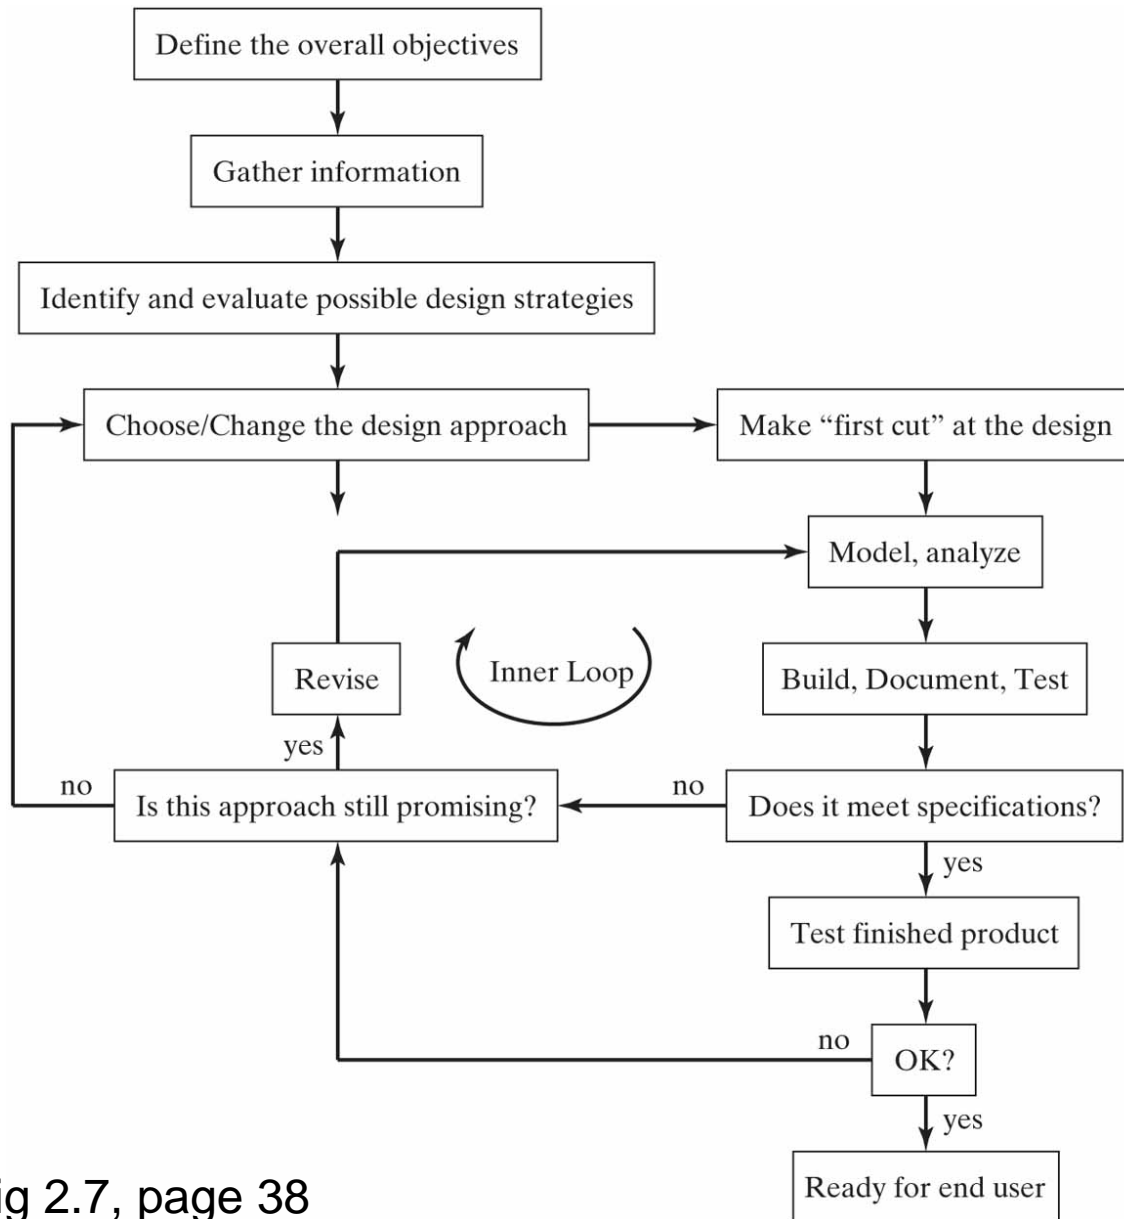 Define the overall objectives
Gather information
Identify and evaluate possible design strategies
Choose/Change the design approach
Make “first cut” at the design
Model, analyze
Revise
Inner Loop
Build, Document, Test
yes
no
Is this approach still promising?
no
Does it meet specifications?
yes
Test finished product
no
OK?
yes
Ready for end user
ig 2.7, page 38